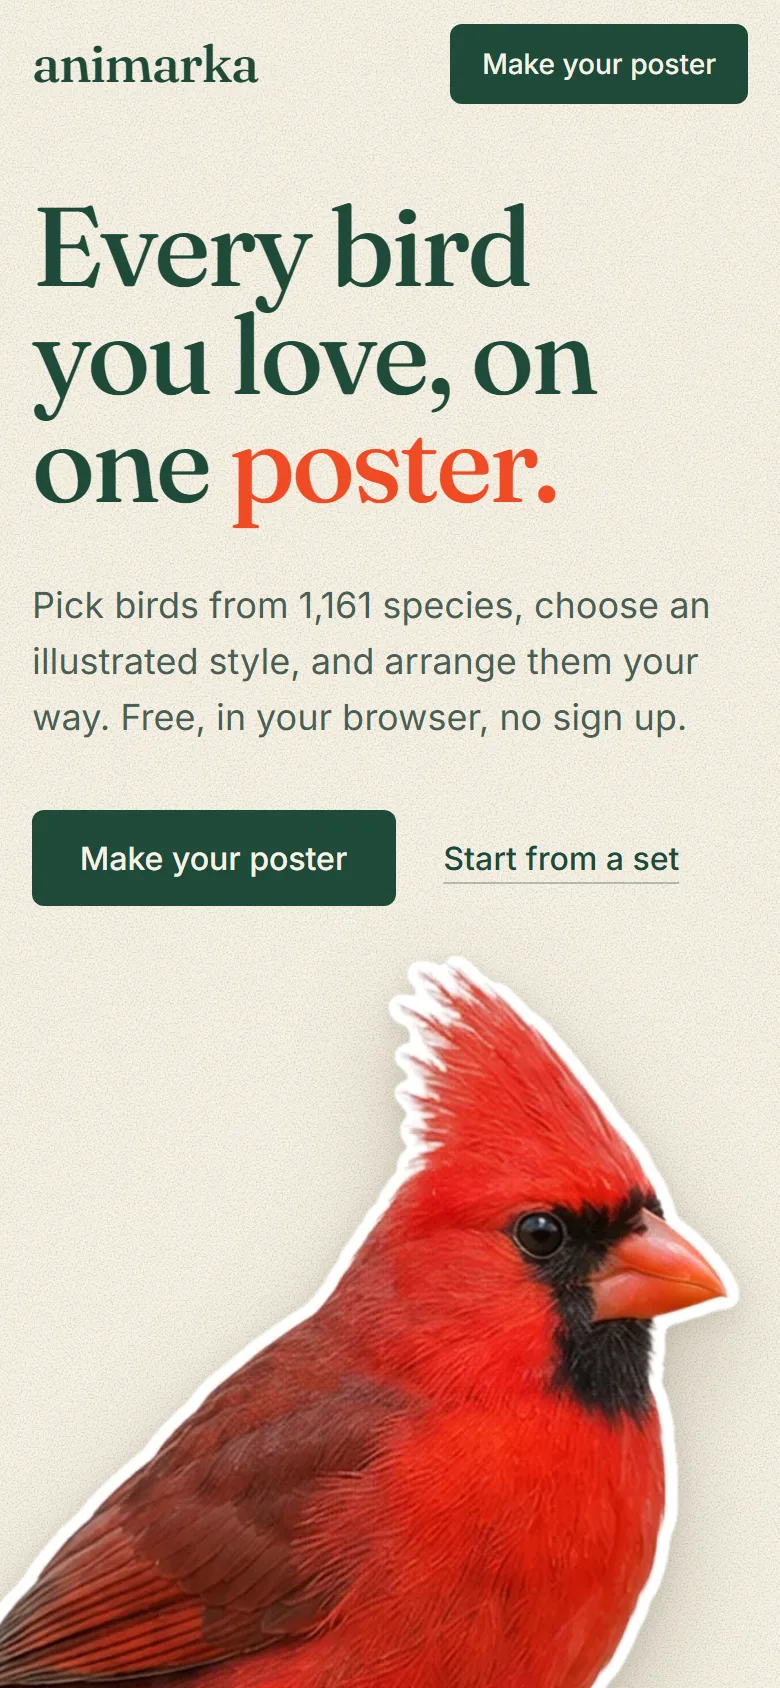 animarka
Make your poster
Every bird
you love, on
one poster.
Pick birds from 1,161 species, choose an
illustrated style, and arrange them your
way. Free, in your browser, no sign up.
Make your poster
Start from a set